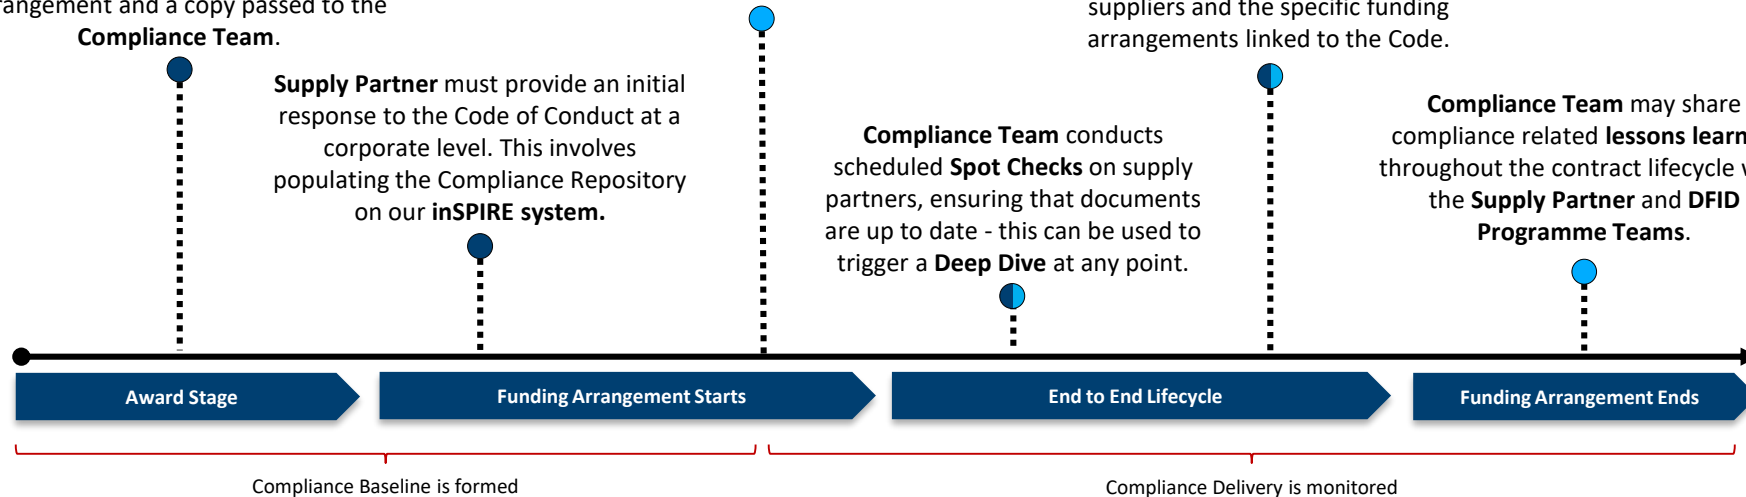 arrangement and a copy passed to the
Compliance Team.
Supply Partner must provide an initial
response to the Code of Conduct at a
corporate level. This involves
populating the Compliance Repository
on our inSPIRE system.
Compliance Team conducts
scheduled Spot Checks on supply
partners, ensuring that documents
are up to date - this can be used to
trigger a Deep Dive at any point.
suppliers and the specific funding
arrangements linked to the Code.
Compliance Team may share
compliance related lessons
throughout the contract lifecycle
the Supply Partner and DFID
Programme Teams.
Award Stage
Funding Arrangement Starts
End to End Lifecycle
Funding Arrangement Ends
Compliance Baseline is formed
Compliance Delivery is monitored